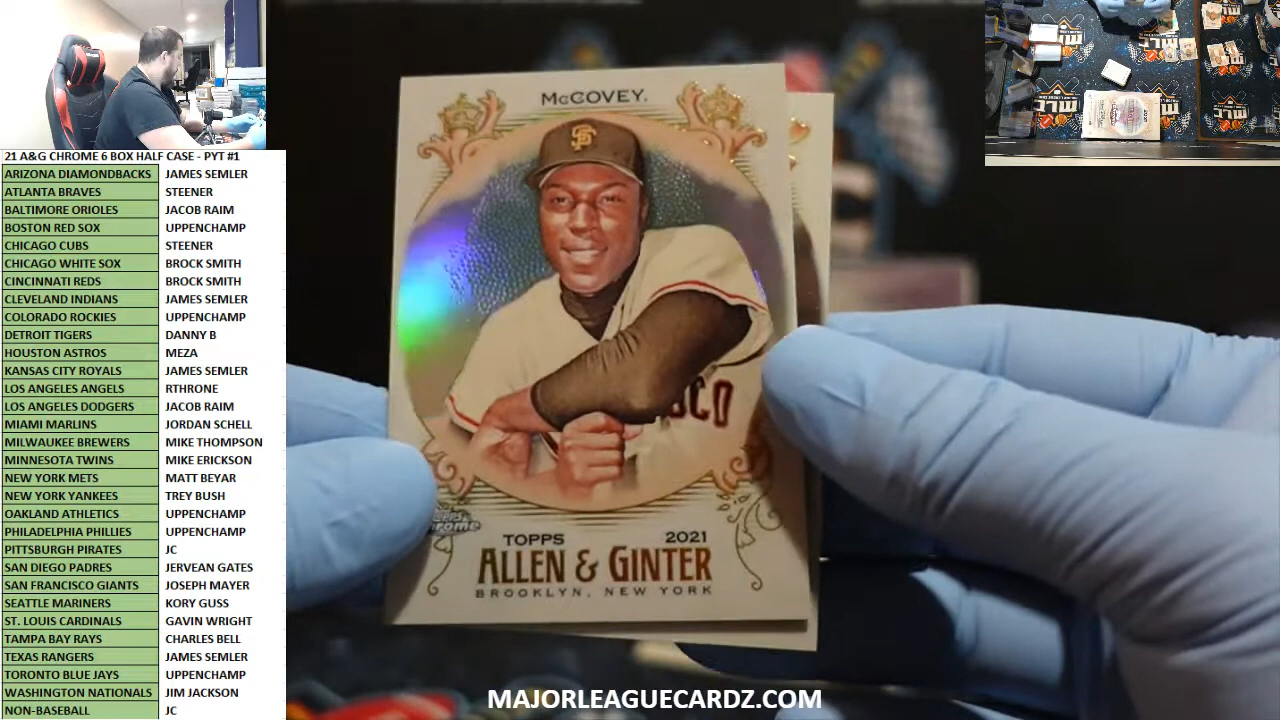 21 A&G CHROME 6 BOX HALF CASE - PYT #1
ARIZONA DIAMONDBACKS JAMES SEMLER
ATLANTA BRAVES STEENER
BALTIMORE ORIOLES JACOB RAIM
BOSTON RED SOX UPPENCHAMP
CHICAGO CUBS STEENER
CHICAGO WHITE SOX BROCK SMITH
CINCINNATI REDS BROCK SMITH
CLEVELAND INDIANS JAMES SEMLER
COLORADO ROCKIES UPPENCHAMP
DETROIT TIGERS DANNY B
HOUSTON ASTROS MEZA
KANSAS CITY ROYALS JAMES SEMLER
LOS ANGELES ANGELS RTHRONE
LOS ANGELES DODGERS JACOB RAIM
MIAMI MARLINS JORDAN SCHELL
MILWAUKEE BREWERS MIKE THOMPSON
MINNESOTA TWINS MIKE ERICKSON
NEW YORK METS MATT BEYAR
NEW YORK YANKEES TREY BUSH
OAKLAND ATHLETICS UPPENCHAMP
PHILADELPHIA PHILLIES UPPENCHAMP
PITTSBURGH PIRATES JC
SAN DIEGO PADRES JERVEAN GATES
SAN FRANCISCO GIANTS JOSEPH MAYER
SEATTLE MARINERS KORY GUSS
ST. LOUIS CARDINALS GAVIN WRIGHT
TAMPA BAY RAYS CHARLES BELL
TEXAS RANGERS JAMES SEMLER
TORONTO BLUE JAYS UPPENCHAMP
WASHINGTON NATIONALS JIM JACKSON
NON-BASEBALL JC
McCOVEY.
SF
SCO
TOPPS 2021
ALLEN & GINTER
BROOKLYN, NEW YORK
MLC
MLC
MLC
MAJORLEAGUECARDZ.COM